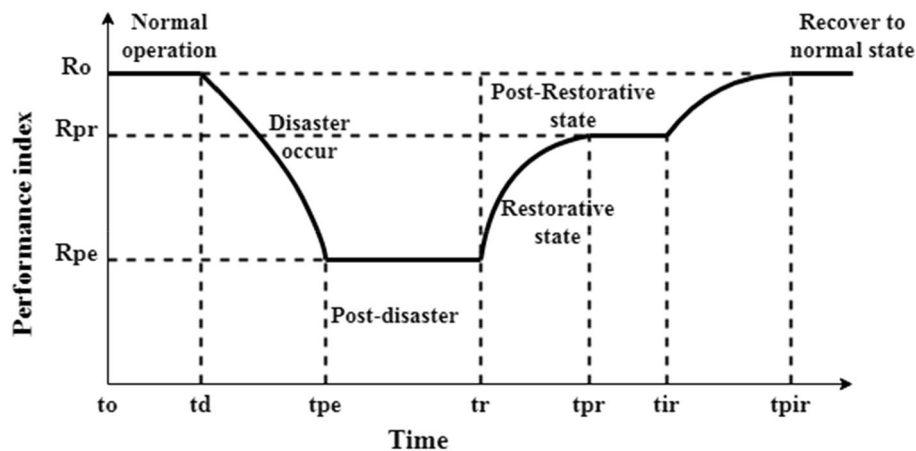 Normal
operation
Recover to
normal state
Ro
Post-Restorative
state
Disaster
occur
Rpr
Restorative
state
Rpe
Post-disaster
Performance index
to
td
tpe
tr
tpr
tir
tpir
Time